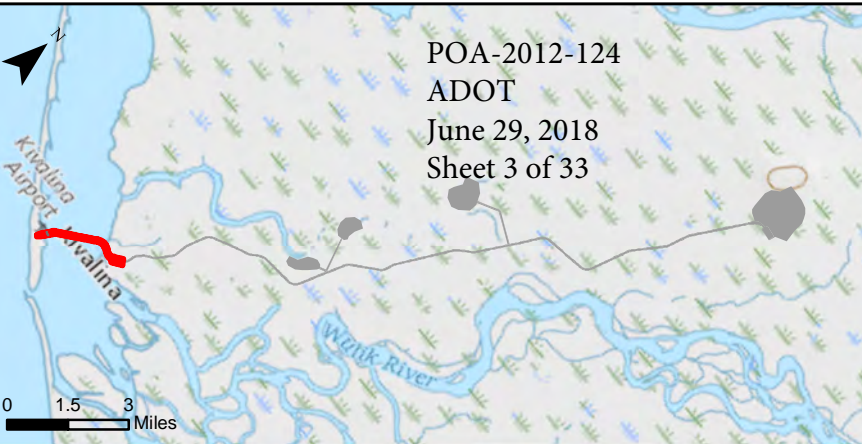 N
POA-2012-124
ADOT
June 29, 2018
Sheet 3 of 33
Kivalina
Airport
Kivalina
Wulik River
0 1.5 3
Miles